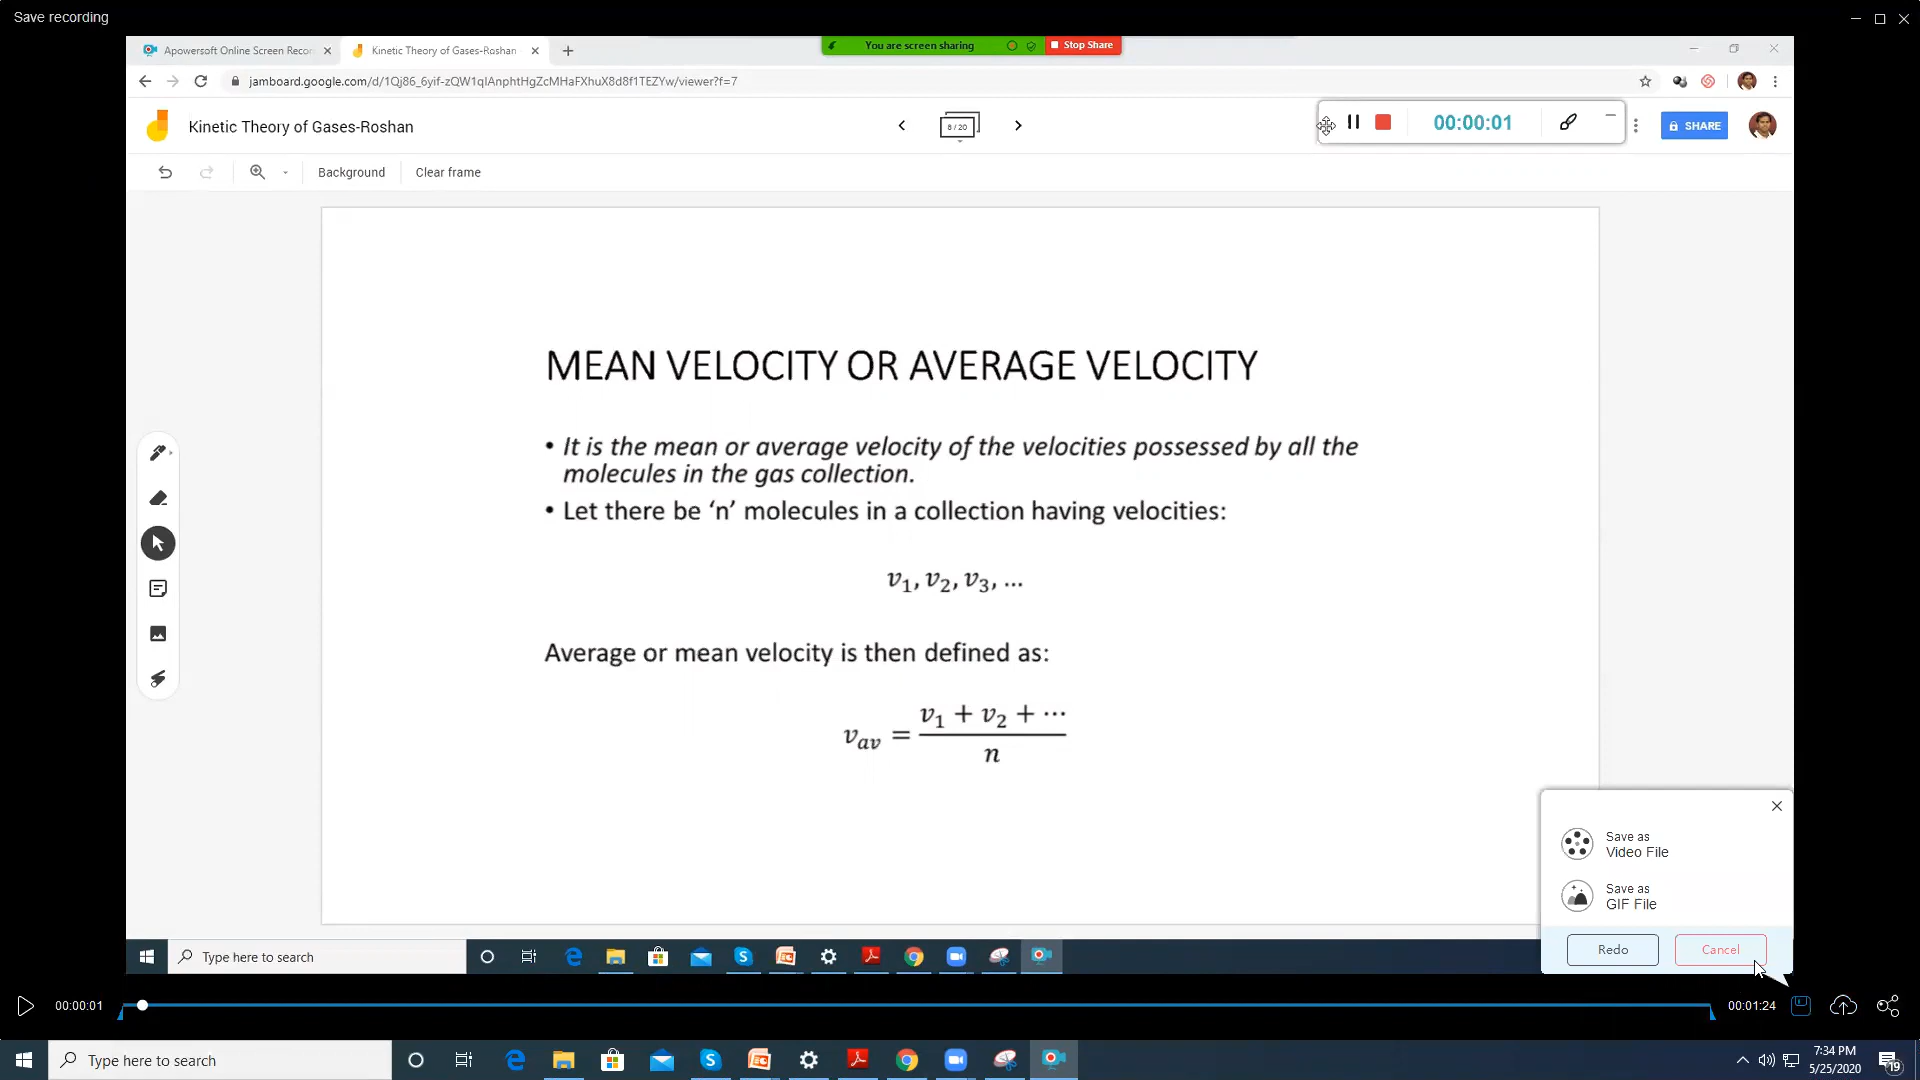 Save recording
Apowersoft Online Screen Recor
Kinetic Theory of Gases-Roshan
You are screen sharing
Stop Share
jamboard.google.com/d/1Qj86_6yif-zQW1qIAnphtHgZcMHaFXhuX8d8f1TEZYw/viewer?f=7
Kinetic Theory of Gases-Roshan
8 / 20
00:00:01
SHARE
Background
Clear frame
MEAN VELOCITY OR AVERAGE VELOCITY
• It is the mean or average velocity of the velocities possessed by all the
molecules in the gas collection.
• Let there be ‘n’ molecules in a collection having velocities:
v₁, v₂, v₃, ...
Average or mean velocity is then defined as:
v₁ + v₂ + ⋯
vₐᵥ =
n
Save as
Video File
Save as
GIF File
Redo
Cancel
Type here to search
00:00:01
00:01:24
Type here to search
7:34 PM
5/25/2020
19